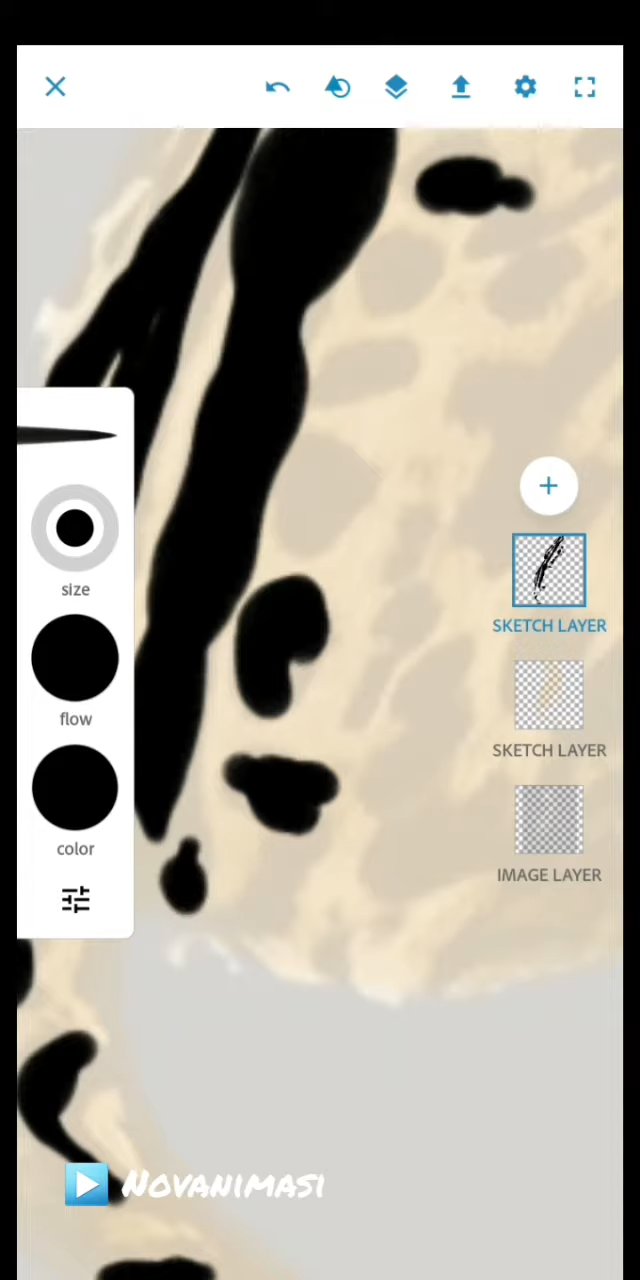 size
flow
color
SKETCH LAYER
SKETCH LAYER
IMAGE LAYER
NOVANIMASI